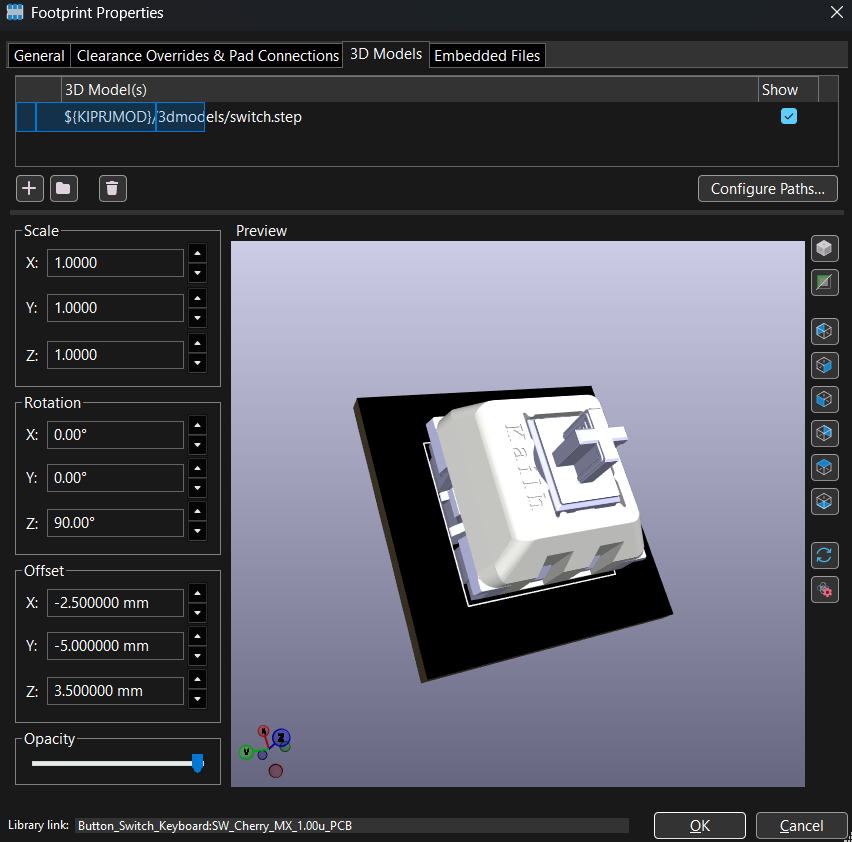 Footprint Properties
General Clearance Overrides & Pad Connections 3D Models Embedded Files
3D Model(s) Show
${KIPRJMOD}/3dmodels/switch.step
Configure Paths...
Scale
X: 1.0000
Y: 1.0000
Z: 1.0000
Rotation
X: 0.00°
Y: 0.00°
Z: 90.00°
Offset
X: -2.500000 mm
Y: -5.000000 mm
Z: 3.500000 mm
Opacity
Preview
Kailh
Z
Library link: Button_Switch_Keyboard:SW_Cherry_MX_1.00u_PCB
OK Cancel